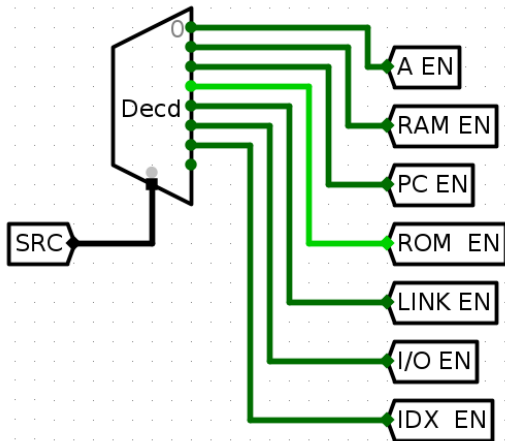 0
A EN
Decd
RAM EN
PC EN
SRC
ROM EN
LINK EN
I/O EN
IDX EN